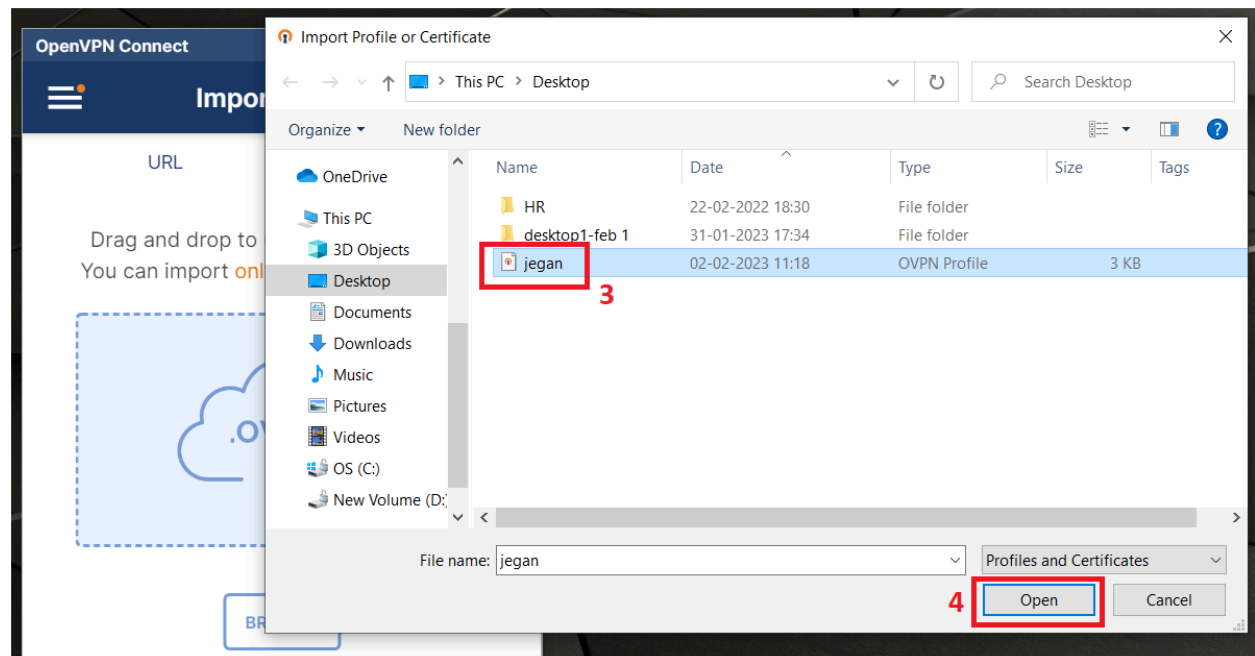 OpenVPN Connect
Impor
URL
Drag and drop to
You can import onl
.OV
BR
Import Profile or Certificate
This PC > Desktop
Search Desktop
Organize
New folder
OneDrive
This PC
3D Objects
Desktop
Documents
Downloads
Music
Pictures
Videos
OS (C:)
New Volume (D:
Name Date Type Size Tags
HR 22-02-2022 18:30 File folder
desktop1-feb 1 31-01-2023 17:34 File folder
jegan 02-02-2023 11:18 OVPN Profile 3 KB
3
File name: jegan
Profiles and Certificates
4
Open
Cancel